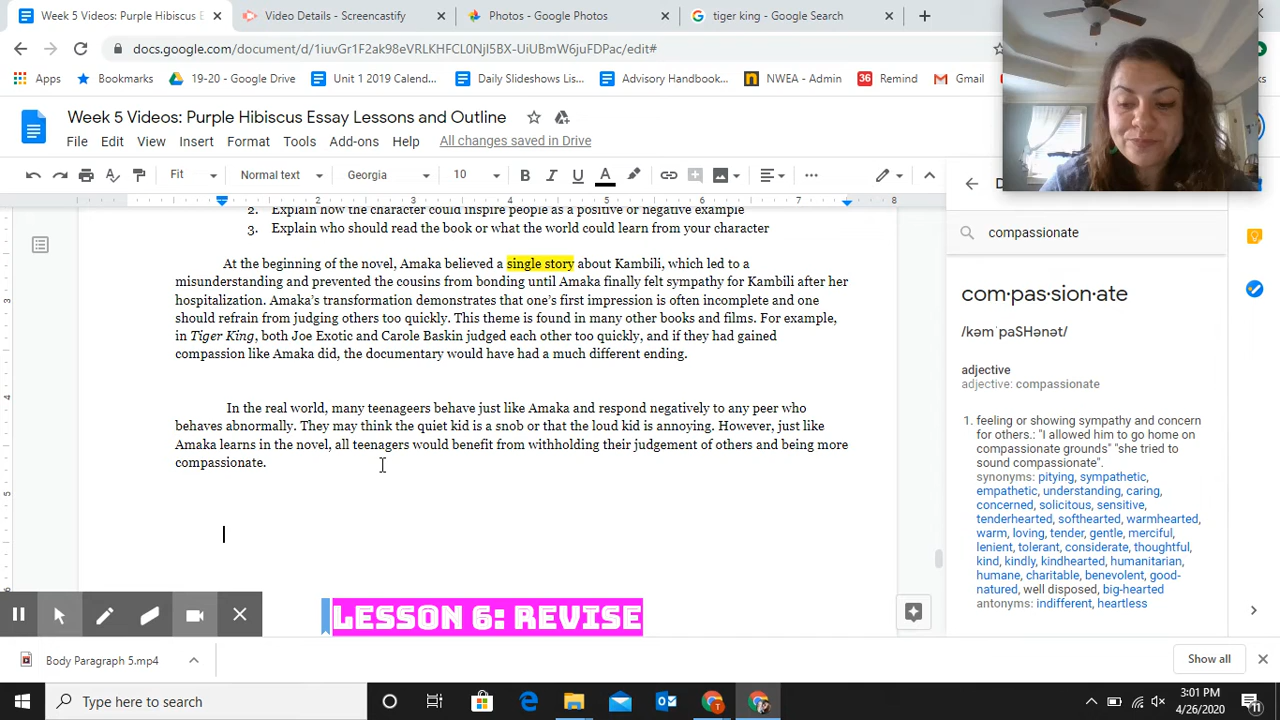 Week 5 Videos: Purple Hibiscus E
Video Details - Screencastify
Photos - Google Photos
tiger king - Google Search
docs.google.com/document/d/1iuvGr1F2ak98eVRLKHFCL0NjI5BX-UiUBmW6juFDPac/edit#
Apps
Bookmarks
19-20 - Google Drive
Unit 1 2019 Calend...
Daily Slideshows Lis...
Advisory Handbook...
NWEA - Admin
36 Remind
Gmail
Week 5 Videos: Purple Hibiscus Essay Lessons and Outline
File Edit View Insert Format Tools Add-ons Help All changes saved in Drive
Fit Normal text Georgia 10 B I U A
2 3 4 5 6 7 8
2. Explain how the character could inspire people as a positive or negative example
3. Explain who should read the book or what the world could learn from your character
At the beginning of the novel, Amaka believed a single story about Kambili, which led to a
misunderstanding and prevented the cousins from bonding until Amaka finally felt sympathy for Kambili after her
hospitalization. Amaka's transformation demonstrates that one's first impression is often incomplete and one
should refrain from judging others too quickly. This theme is found in many other books and films. For example,
in Tiger King, both Joe Exotic and Carole Baskin judged each other too quickly, and if they had gained
compassion like Amaka did, the documentary would have had a much different ending.
In the real world, many teenageers behave just like Amaka and respond negatively to any peer who
behaves abnormally. They may think the quiet kid is a snob or that the loud kid is annoying. However, just like
Amaka learns in the novel, all teenagers would benefit from withholding their judgement of others and being more
compassionate.
LESSON 6: REVISE
D
compassionate
com·pas·sion·ate
/kəmˈpaSHənət/
adjective
adjective: compassionate
1. feeling or showing sympathy and concern
for others.: "I allowed him to go home on
compassionate grounds" "she tried to
sound compassionate".
synonyms: pitying, sympathetic,
empathetic, understanding, caring,
concerned, solicitous, sensitive,
tenderhearted, softhearted, warmhearted,
warm, loving, tender, gentle, merciful,
lenient, tolerant, considerate, thoughtful,
kind, kindly, kindhearted, humanitarian,
humane, charitable, benevolent, good-
natured, well disposed, big-hearted
antonyms: indifferent, heartless
Body Paragraph 5.mp4
Show all
Type here to search
3:01 PM
4/26/2020
11